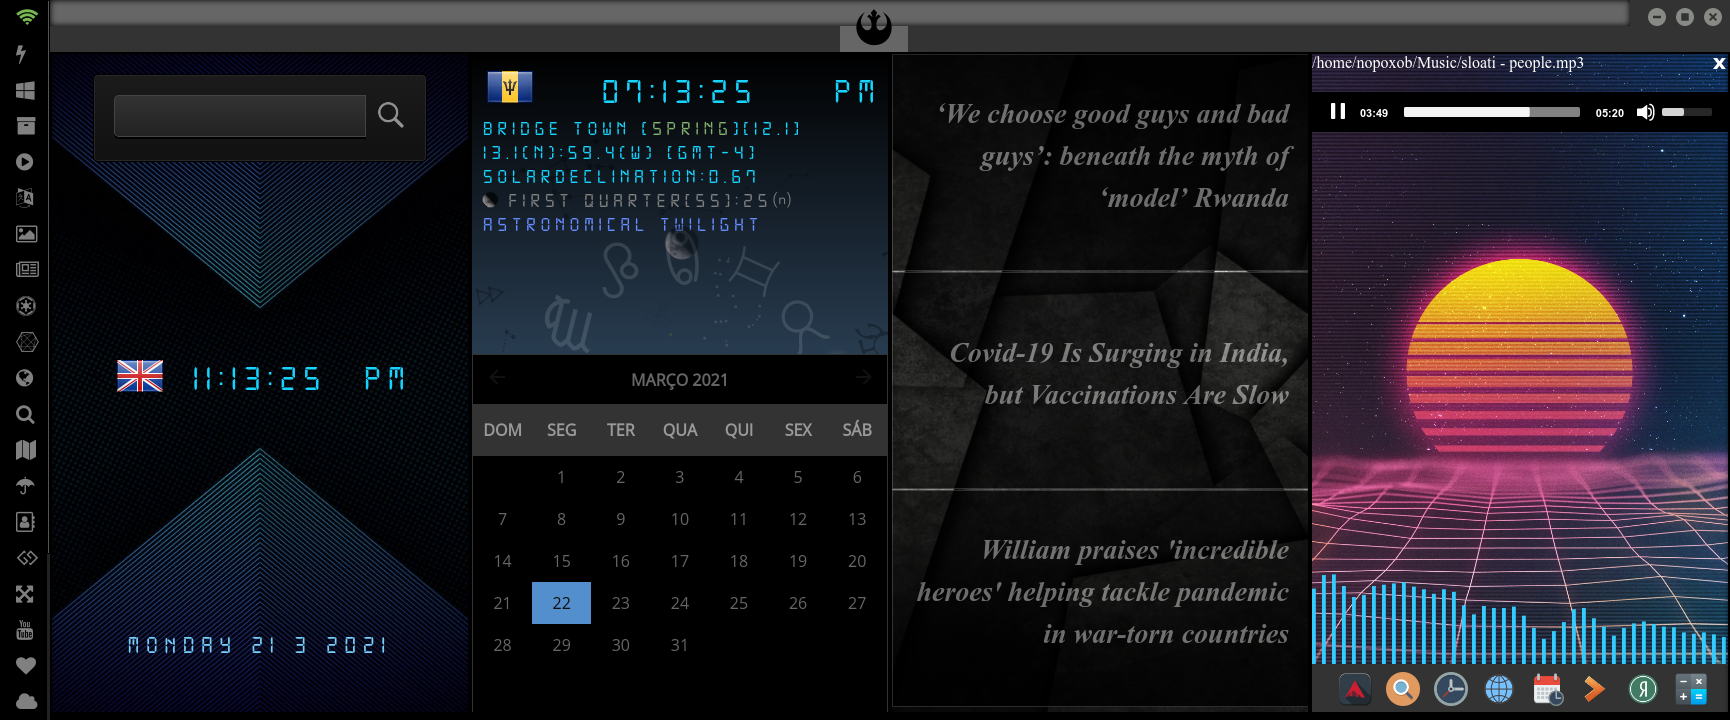 /home/nopoxob/Music/sloati - people.mp3
x
03:49
05:20
07:13:25 PM
BRIDGE TOWN [SPRING][12.1]
13.1(N):59.4(W) [GMT-4]
SOLARDECLINATION:0.67
FIRST QUARTER[SS]:25(n)
ASTRONOMICAL TWILIGHT
11:13:25 PM
MONDAY 21 3 2021
MARÇO 2021
DOM SEG TER QUA QUI SEX SÁB
1 2 3 4 5 6
7 8 9 10 11 12 13
14 15 16 17 18 19 20
21 22 23 24 25 26 27
28 29 30 31
‘We choose good guys and bad
guys’: beneath the myth of
‘model’ Rwanda
Covid-19 Is Surging in India,
but Vaccinations Are Slow
William praises 'incredible
heroes' helping tackle pandemic
in war-torn countries
You
Tube
Я